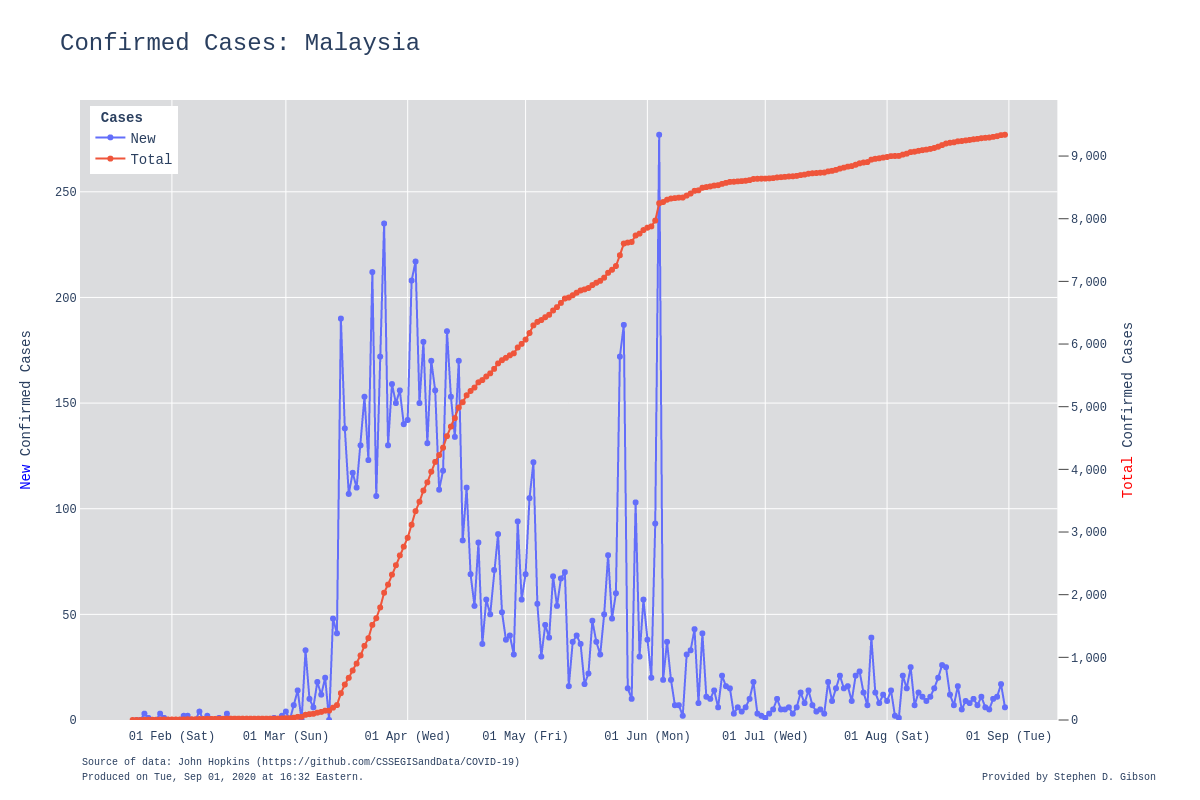 Confirmed Cases: Malaysia
Cases
New
Total
250
200
150
100
50
0
9,000
8,000
7,000
6,000
5,000
4,000
3,000
2,000
1,000
0
New Confirmed Cases
Total Confirmed Cases
01 Feb (Sat) 01 Mar (Sun) 01 Apr (Wed) 01 May (Fri) 01 Jun (Mon) 01 Jul (Wed) 01 Aug (Sat) 01 Sep (Tue)
Source of data: John Hopkins (https://github.com/CSSEGISandData/COVID-19)
Produced on Tue, Sep 01, 2020 at 16:32 Eastern.
Provided by Stephen D. Gibson